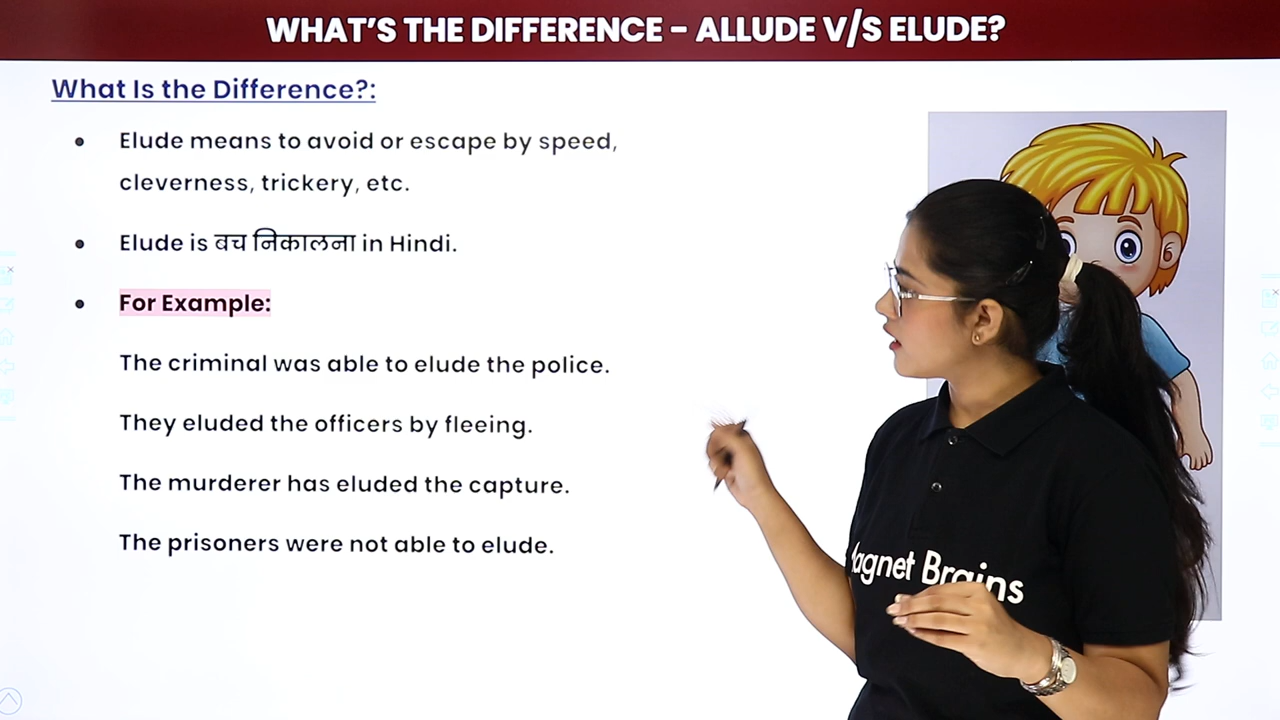 WHAT'S THE DIFFERENCE – ALLUDE V/S ELUDE?
What Is the Difference?:
• Elude means to avoid or escape by speed,
cleverness, trickery, etc.
• Elude is बच निकालना in Hindi.
• For Example:
The criminal was able to elude the police.
They eluded the officers by fleeing.
The murderer has eluded the capture.
The prisoners were not able to elude.
agnet Brains